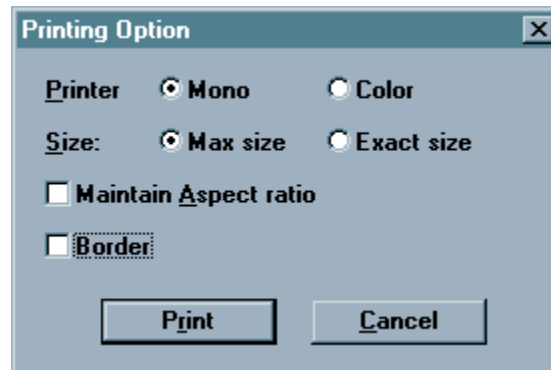 Printing Option
Printer Mono Color
Size: Max size Exact size
Maintain Aspect ratio
Border
Print Cancel